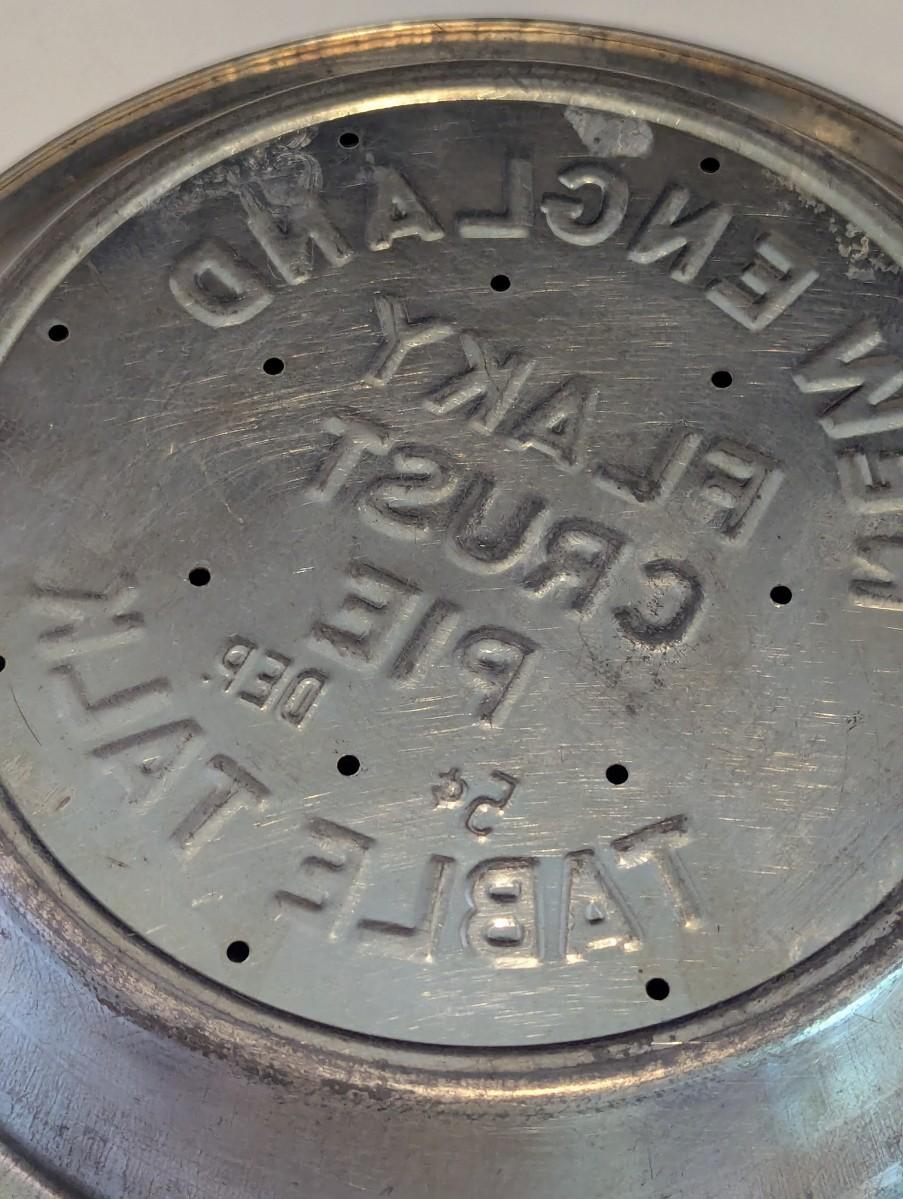 NEW ENGLAND
FLAKY
CRUST
PIE
DEP.
5¢
TABLE TALK